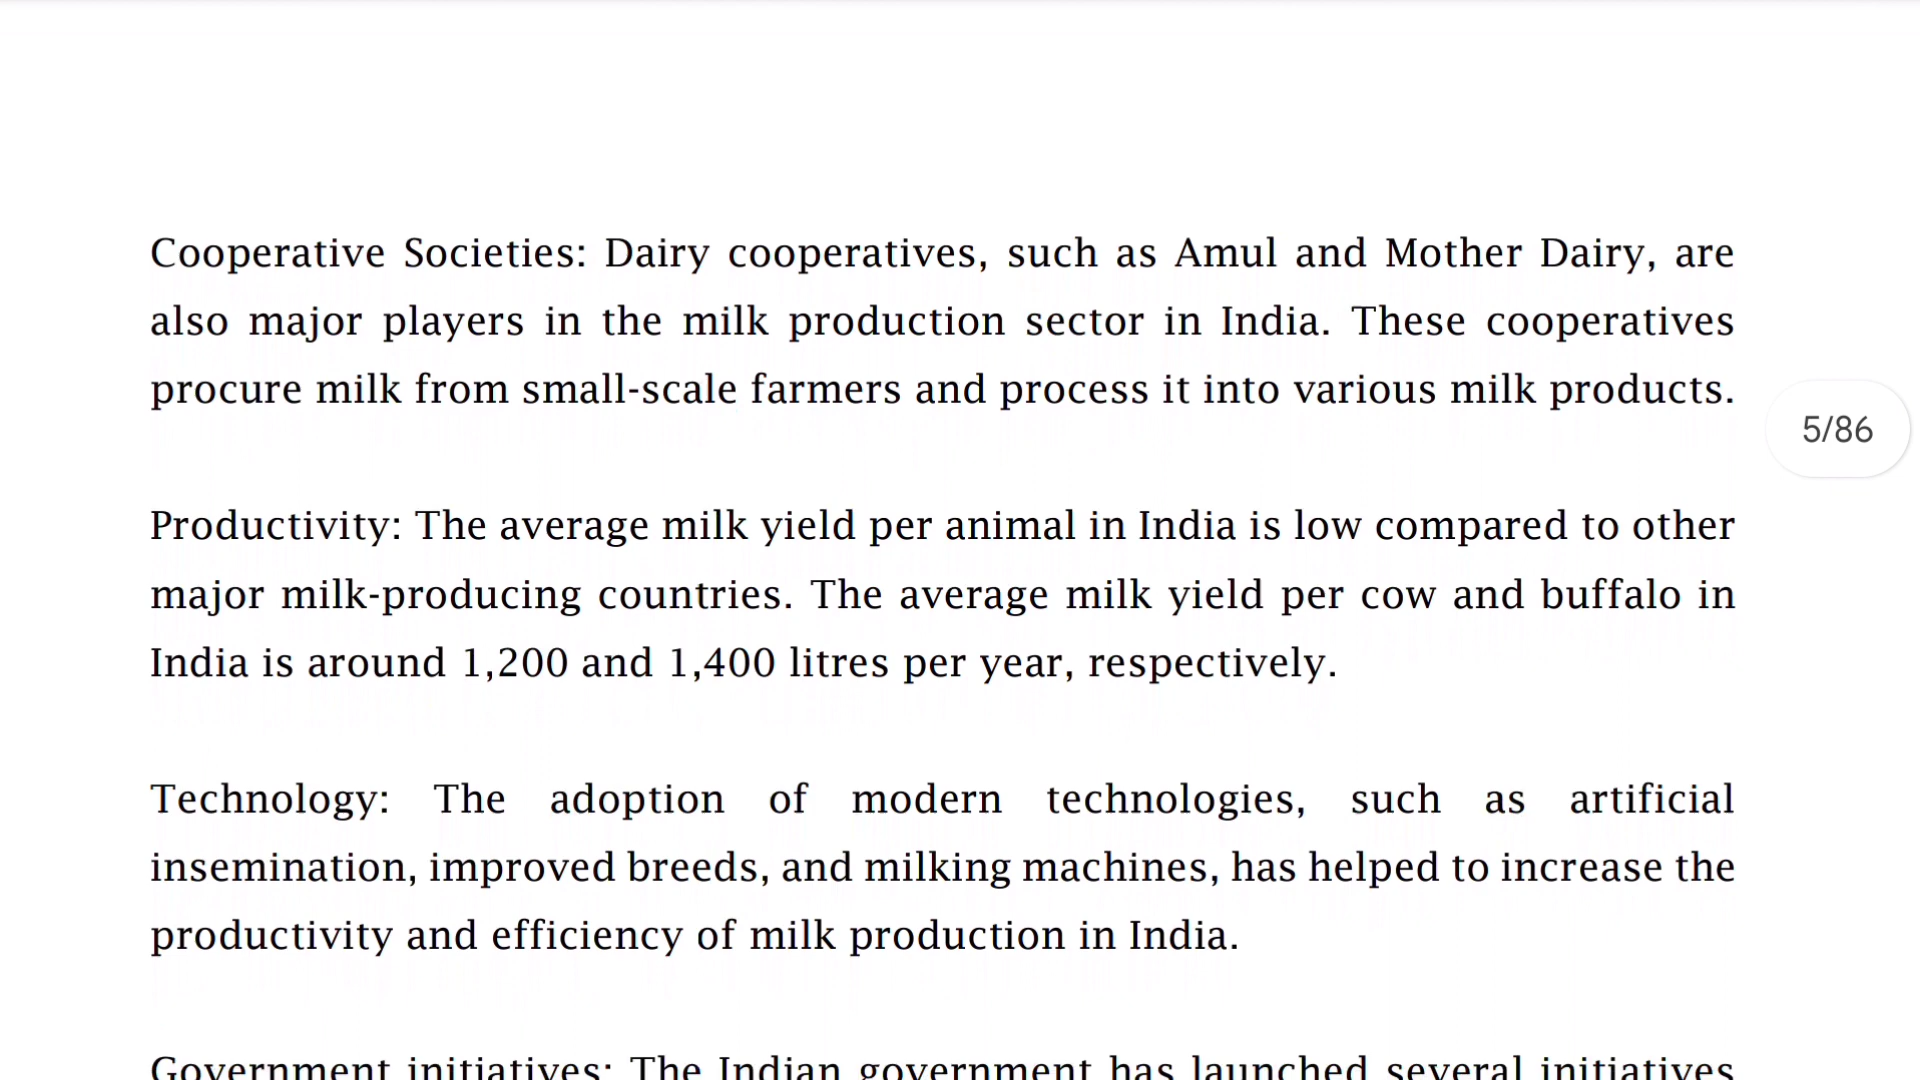 Cooperative Societies: Dairy cooperatives, such as Amul and Mother Dairy, are
also major players in the milk production sector in India. These cooperatives
procure milk from small-scale farmers and process it into various milk products.
5/86
Productivity: The average milk yield per animal in India is low compared to other
major milk-producing countries. The average milk yield per cow and buffalo in
India is around 1,200 and 1,400 litres per year, respectively.
Technology: The adoption of modern technologies, such as artificial
insemination, improved breeds, and milking machines, has helped to increase the
productivity and efficiency of milk production in India.
Government initiatives: The Indian government has launched several initiatives